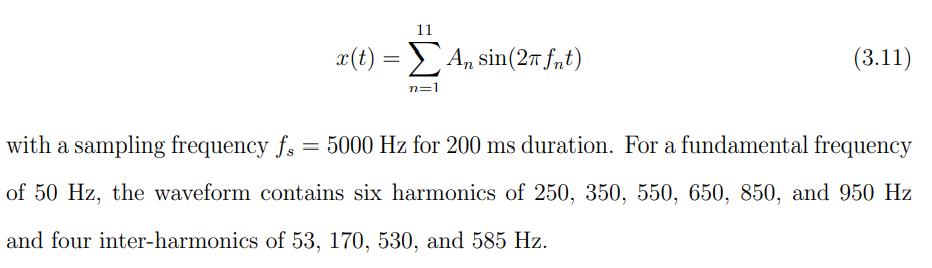 x(t) = \sum_{n=1}^{11} A_n \sin(2\pi f_n t) (3.11)
with a sampling frequency f_s = 5000 Hz for 200 ms duration. For a fundamental frequency
of 50 Hz, the waveform contains six harmonics of 250, 350, 550, 650, 850, and 950 Hz
and four inter-harmonics of 53, 170, 530, and 585 Hz.